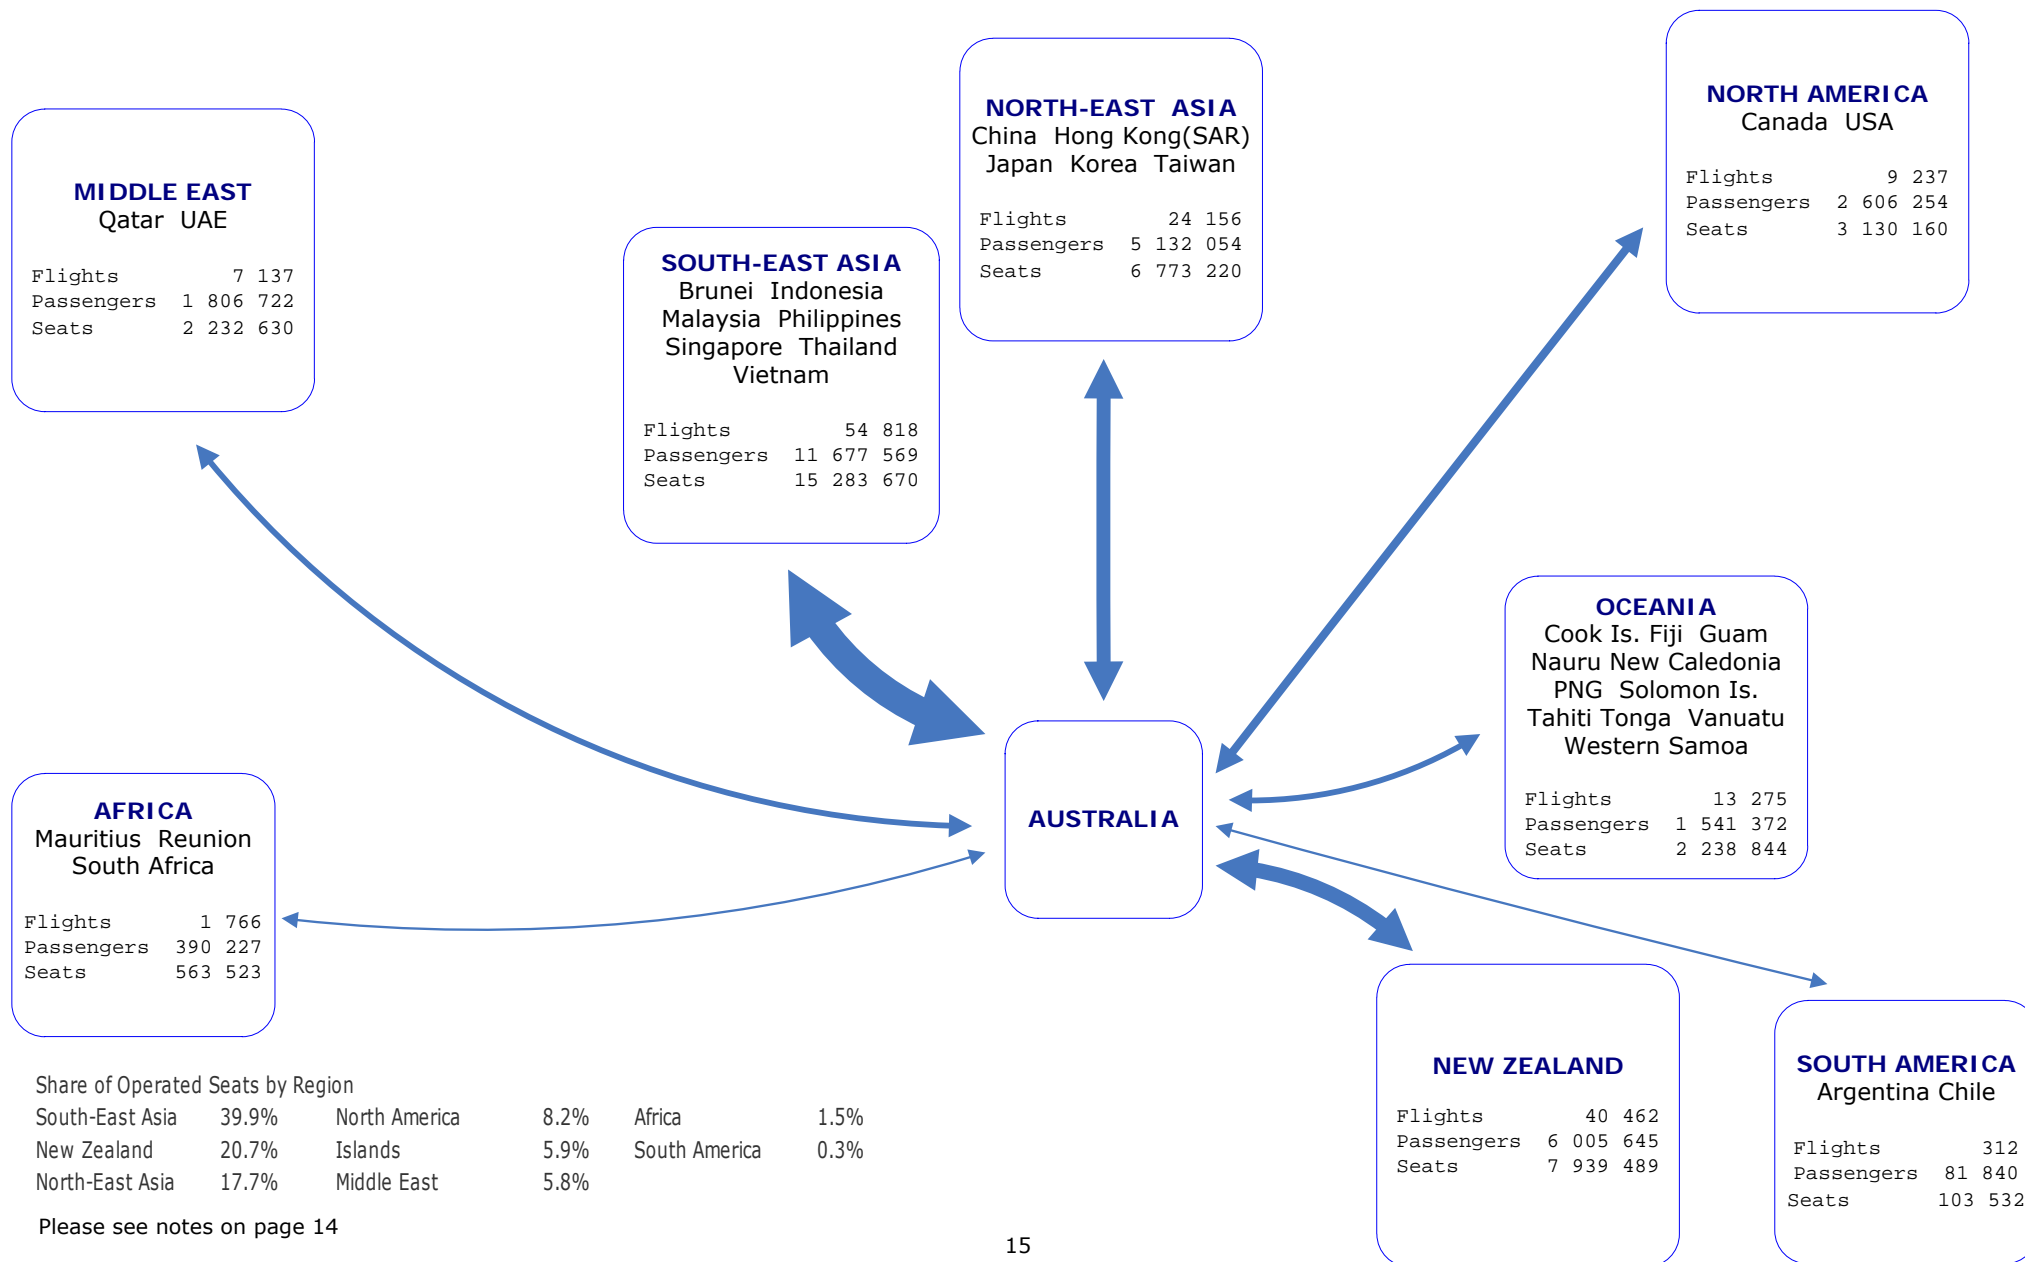 NORTH AMERICA
Canada  USA
Flights 9 237
Passengers 2 606 254
Seats 3 130 160
NORTH-EAST  ASIA
China  Hong Kong(SAR)
Japan  Korea  Taiwan
Flights 24 156
Passengers 5 132 054
Seats 6 773 220
MIDDLE EAST
Qatar  UAE
Flights 7 137
Passengers 1 806 722
Seats 2 232 630
SOUTH-EAST ASIA
Brunei  Indonesia
Malaysia  Philippines
Singapore  Thailand
Vietnam
Flights 54 818
Passengers 11 677 569
Seats 15 283 670
OCEANIA
Cook Is. Fiji  Guam
Nauru New Caledonia
PNG  Solomon Is.
Tahiti Tonga  Vanuatu
Western Samoa
Flights 13 275
Passengers 1 541 372
Seats 2 238 844
AUSTRALIA
AFRICA
Mauritius  Reunion
South Africa
Flights 1 766
Passengers 390 227
Seats 563 523
NEW ZEALAND
Flights 40 462
Passengers 6 005 645
Seats 7 939 489
SOUTH AMERICA
Argentina Chile
Flights 312
Passengers 81 840
Seats 103 532
Share of Operated Seats by Region
South-East Asia 39.9% North America 8.2% Africa 1.5%
New Zealand 20.7% Islands 5.9% South America 0.3%
North-East Asia 17.7% Middle East 5.8%
Please see notes on page 14
15